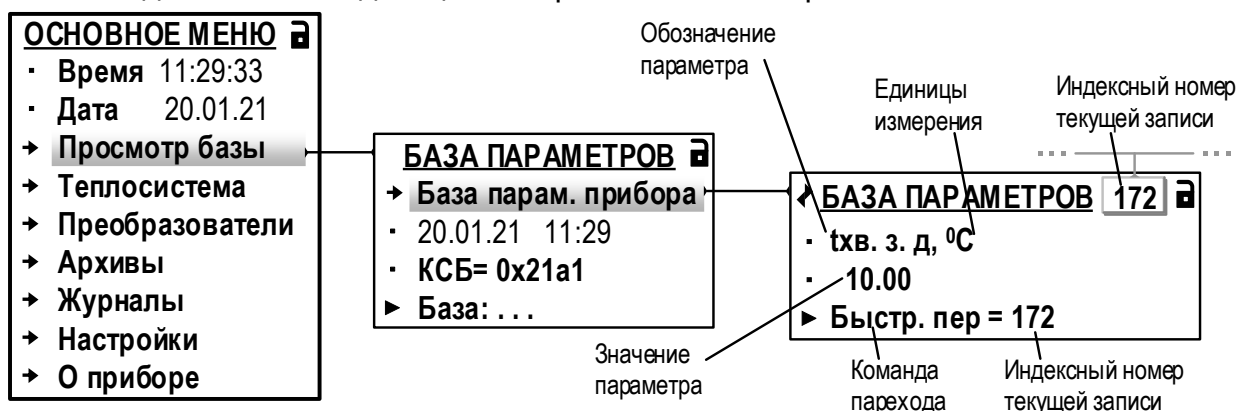 ОСНОВНОЕ МЕНЮ
Время 11:29:33
Дата 20.01.21
Просмотр базы
Теплосистема
Преобразователи
Архивы
Журналы
Настройки
О приборе
БАЗА ПАРАМЕТРОВ
База парам. прибора
20.01.21 11:29
КСБ= 0x21a1
База: . . .
Обозначение
параметра
Единицы
измерения
Индексный номер
текущей записи
БАЗА ПАРАМЕТРОВ 172
tхв. з. д, ⁰С
10.00
Быстр. пер = 172
Значение
параметра
Команда
парехода
Индексный номер
текущей записи